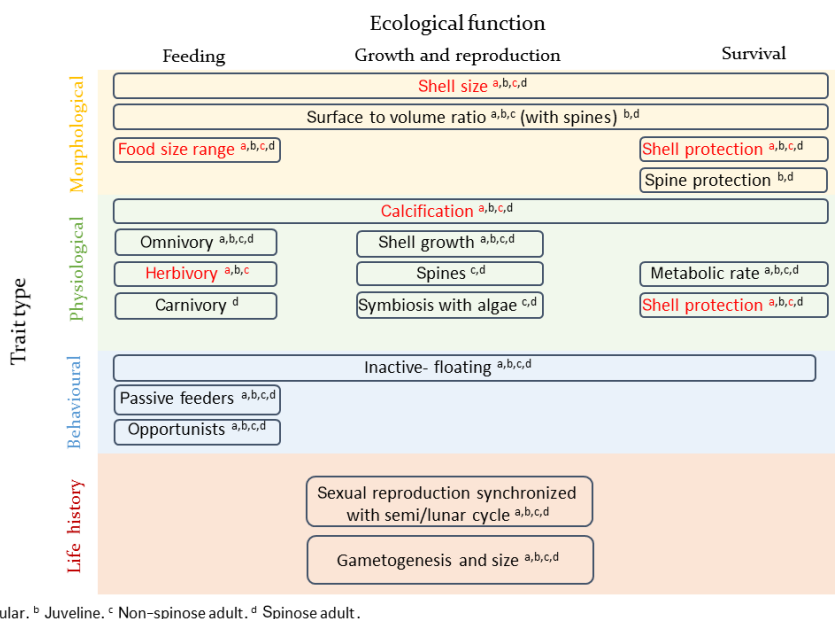 Ecological function
Feeding
Growth and reproduction
Survival
Trait type
Morphological
Shell size a,b,c,d
Surface to volume ratio a,b,c (with spines) b,d
Food size range a,b,c,d
Shell protection a,b,c,d
Spine protection b,d
Physiological
Calcification a,b,c,d
Omnivory a,b,c,d
Shell growth a,b,c,d
Herbivory a,b,c
Spines c,d
Metabolic rate a,b,c,d
Carnivory d
Symbiosis with algae c,d
Shell protection a,b,c,d
Behavioural
Inactive- floating a,b,c,d
Passive feeders a,b,c,d
Opportunists a,b,c,d
Life history
Sexual reproduction synchronized
with semi/lunar cycle a,b,c,d
Gametogenesis and size a,b,c,d
ular. b Juveline. c Non-spinose adult. d Spinose adult.